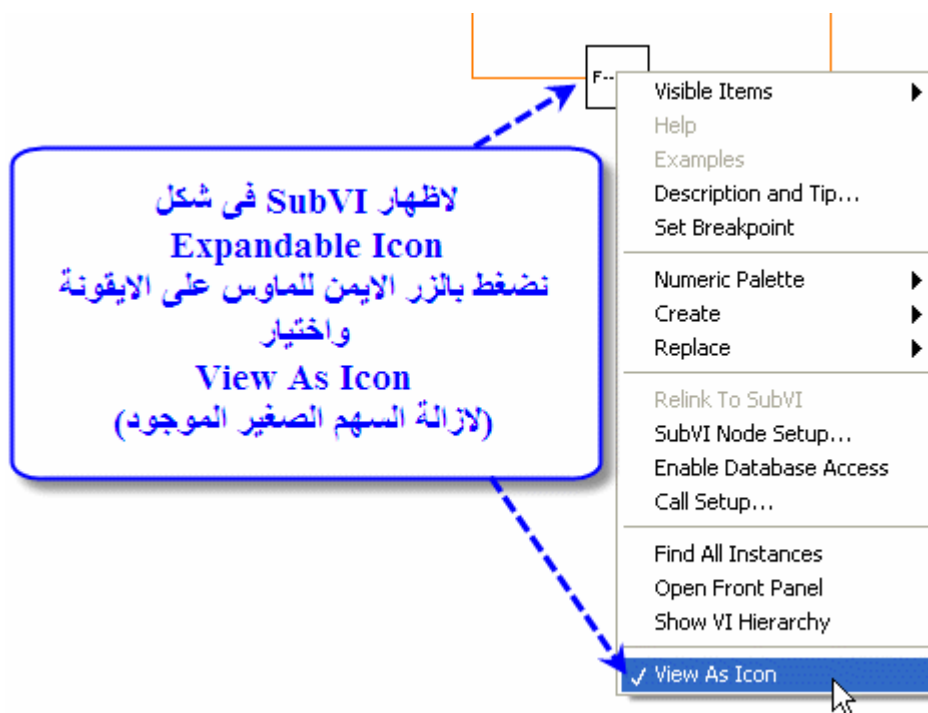 F--
Visible Items
Help
Examples
Description and Tip...
Set Breakpoint
Numeric Palette
Create
Replace
Relink To SubVI
SubVI Node Setup...
Enable Database Access
Call Setup...
Find All Instances
Open Front Panel
Show VI Hierarchy
View As Icon
لاظهار SubVI فى شكل
Expandable Icon
نضغط بالزر الايمن للماوس على الايقونة
واختيار
View As Icon
(لازالة السهم الصغير الموجود)